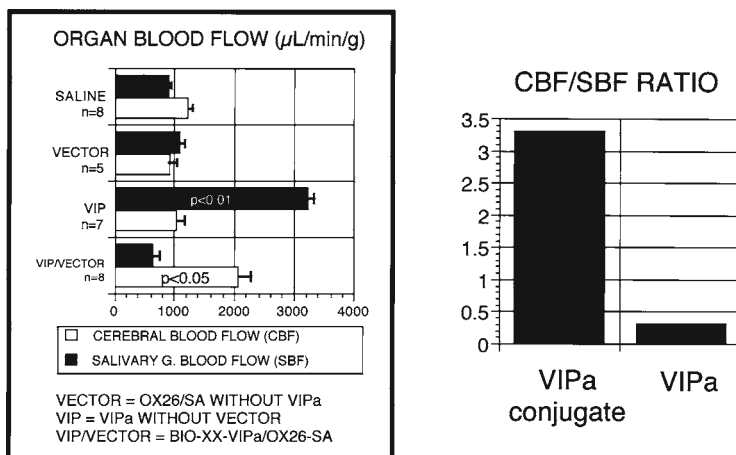 ORGAN BLOOD FLOW (µL/min/g)
SALINE
n=8
VECTOR
n=5
VIP
n=7
VIP/VECTOR
n=8
p<0.01
p<0.05
0 1000 2000 3000 4000
CEREBRAL BLOOD FLOW (CBF)
SALIVARY G. BLOOD FLOW (SBF)
VECTOR = OX26/SA WITHOUT VIPa
VIP = VIPa WITHOUT VECTOR
VIP/VECTOR = BIO-XX-VIPa/OX26-SA
CBF/SBF RATIO
3.5
3
2.5
2
1.5
1
0.5
0
VIPa
conjugate
VIPa